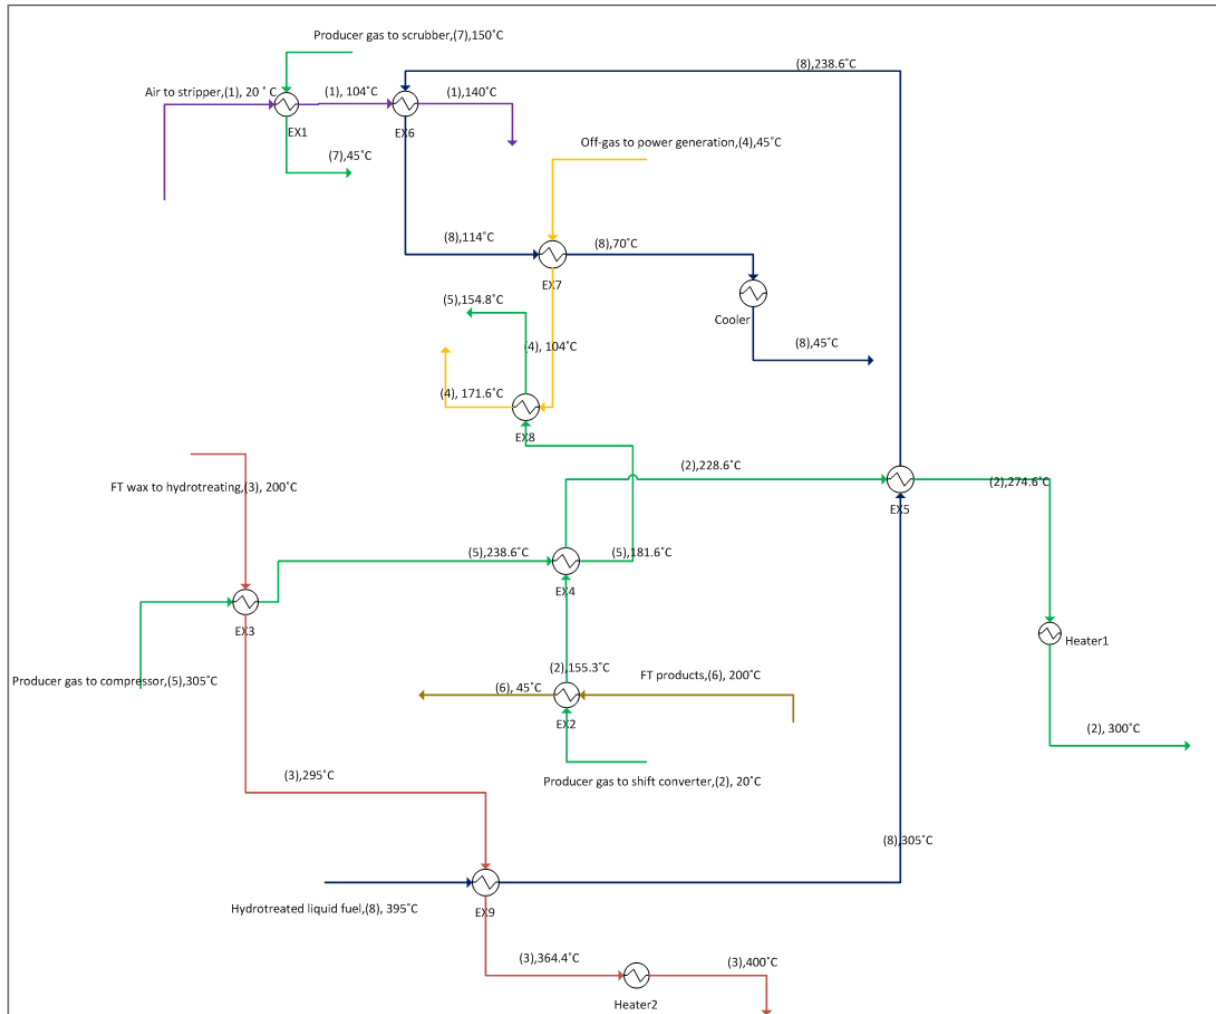 Producer gas to scrubber,(7),150˚C
(8),238.6˚C
Air to stripper,(1), 20 ˚ C
(1), 104˚C
(1),140˚C
EX1
EX6
(7),45˚C
Off-gas to power generation,(4),45˚C
(8),114˚C
(8),70˚C
EX7
(5),154.8˚C
Cooler
(4), 104˚C
(8),45˚C
(4), 171.6˚C
EX8
(2),228.6˚C
FT wax to hydrotreating,(3), 200˚C
(2),274.6˚C
EX5
(5),238.6˚C
(5),181.6˚C
EX4
EX3
Heater1
(2),155.3˚C
Producer gas to compressor,(5),305˚C
(6), 45˚C
FT products,(6), 200˚C
EX2
(2), 300˚C
(3),295˚C
Producer gas to shift converter,(2), 20˚C
(8),305˚C
Hydrotreated liquid fuel,(8), 395˚C
EX9
(3),364.4˚C
(3),400˚C
Heater2